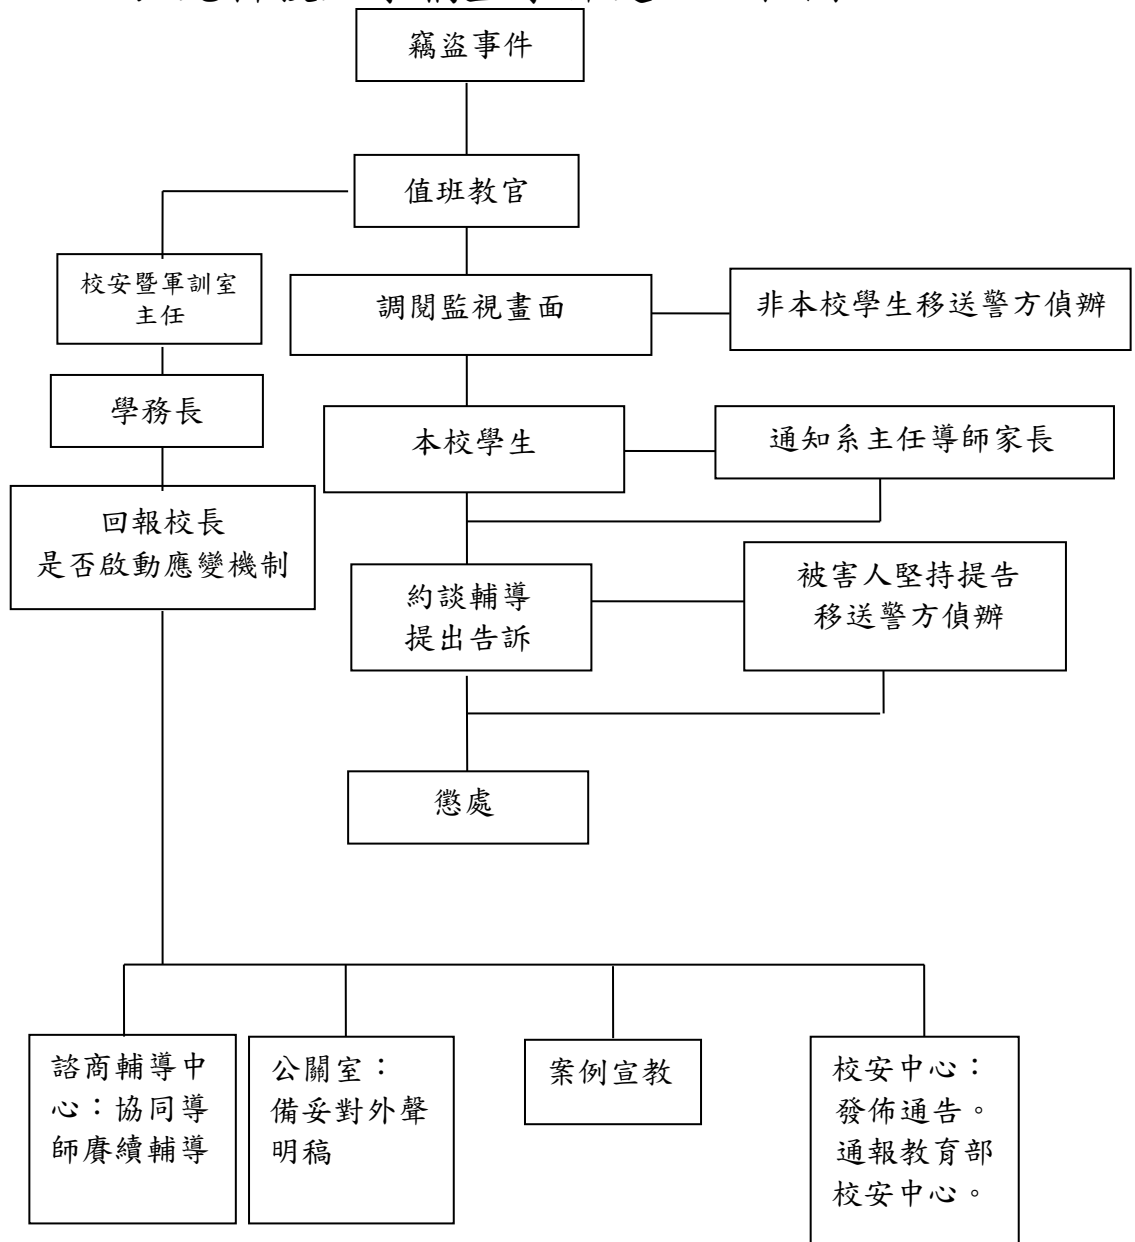 竊盜事件
值班教官
校安暨軍訓室
主任
調閱監視畫面
非本校學生移送警方偵辦
學務長
本校學生
通知系主任導師家長
回報校長
是否啟動應變機制
約談輔導
提出告訴
被害人堅持提告
移送警方偵辦
懲處
諮商輔導中
心：協同導
師賡續輔導
公關室：
備妥對外聲
明稿
案例宣教
校安中心：
發佈通告。
通報教育部
校安中心。